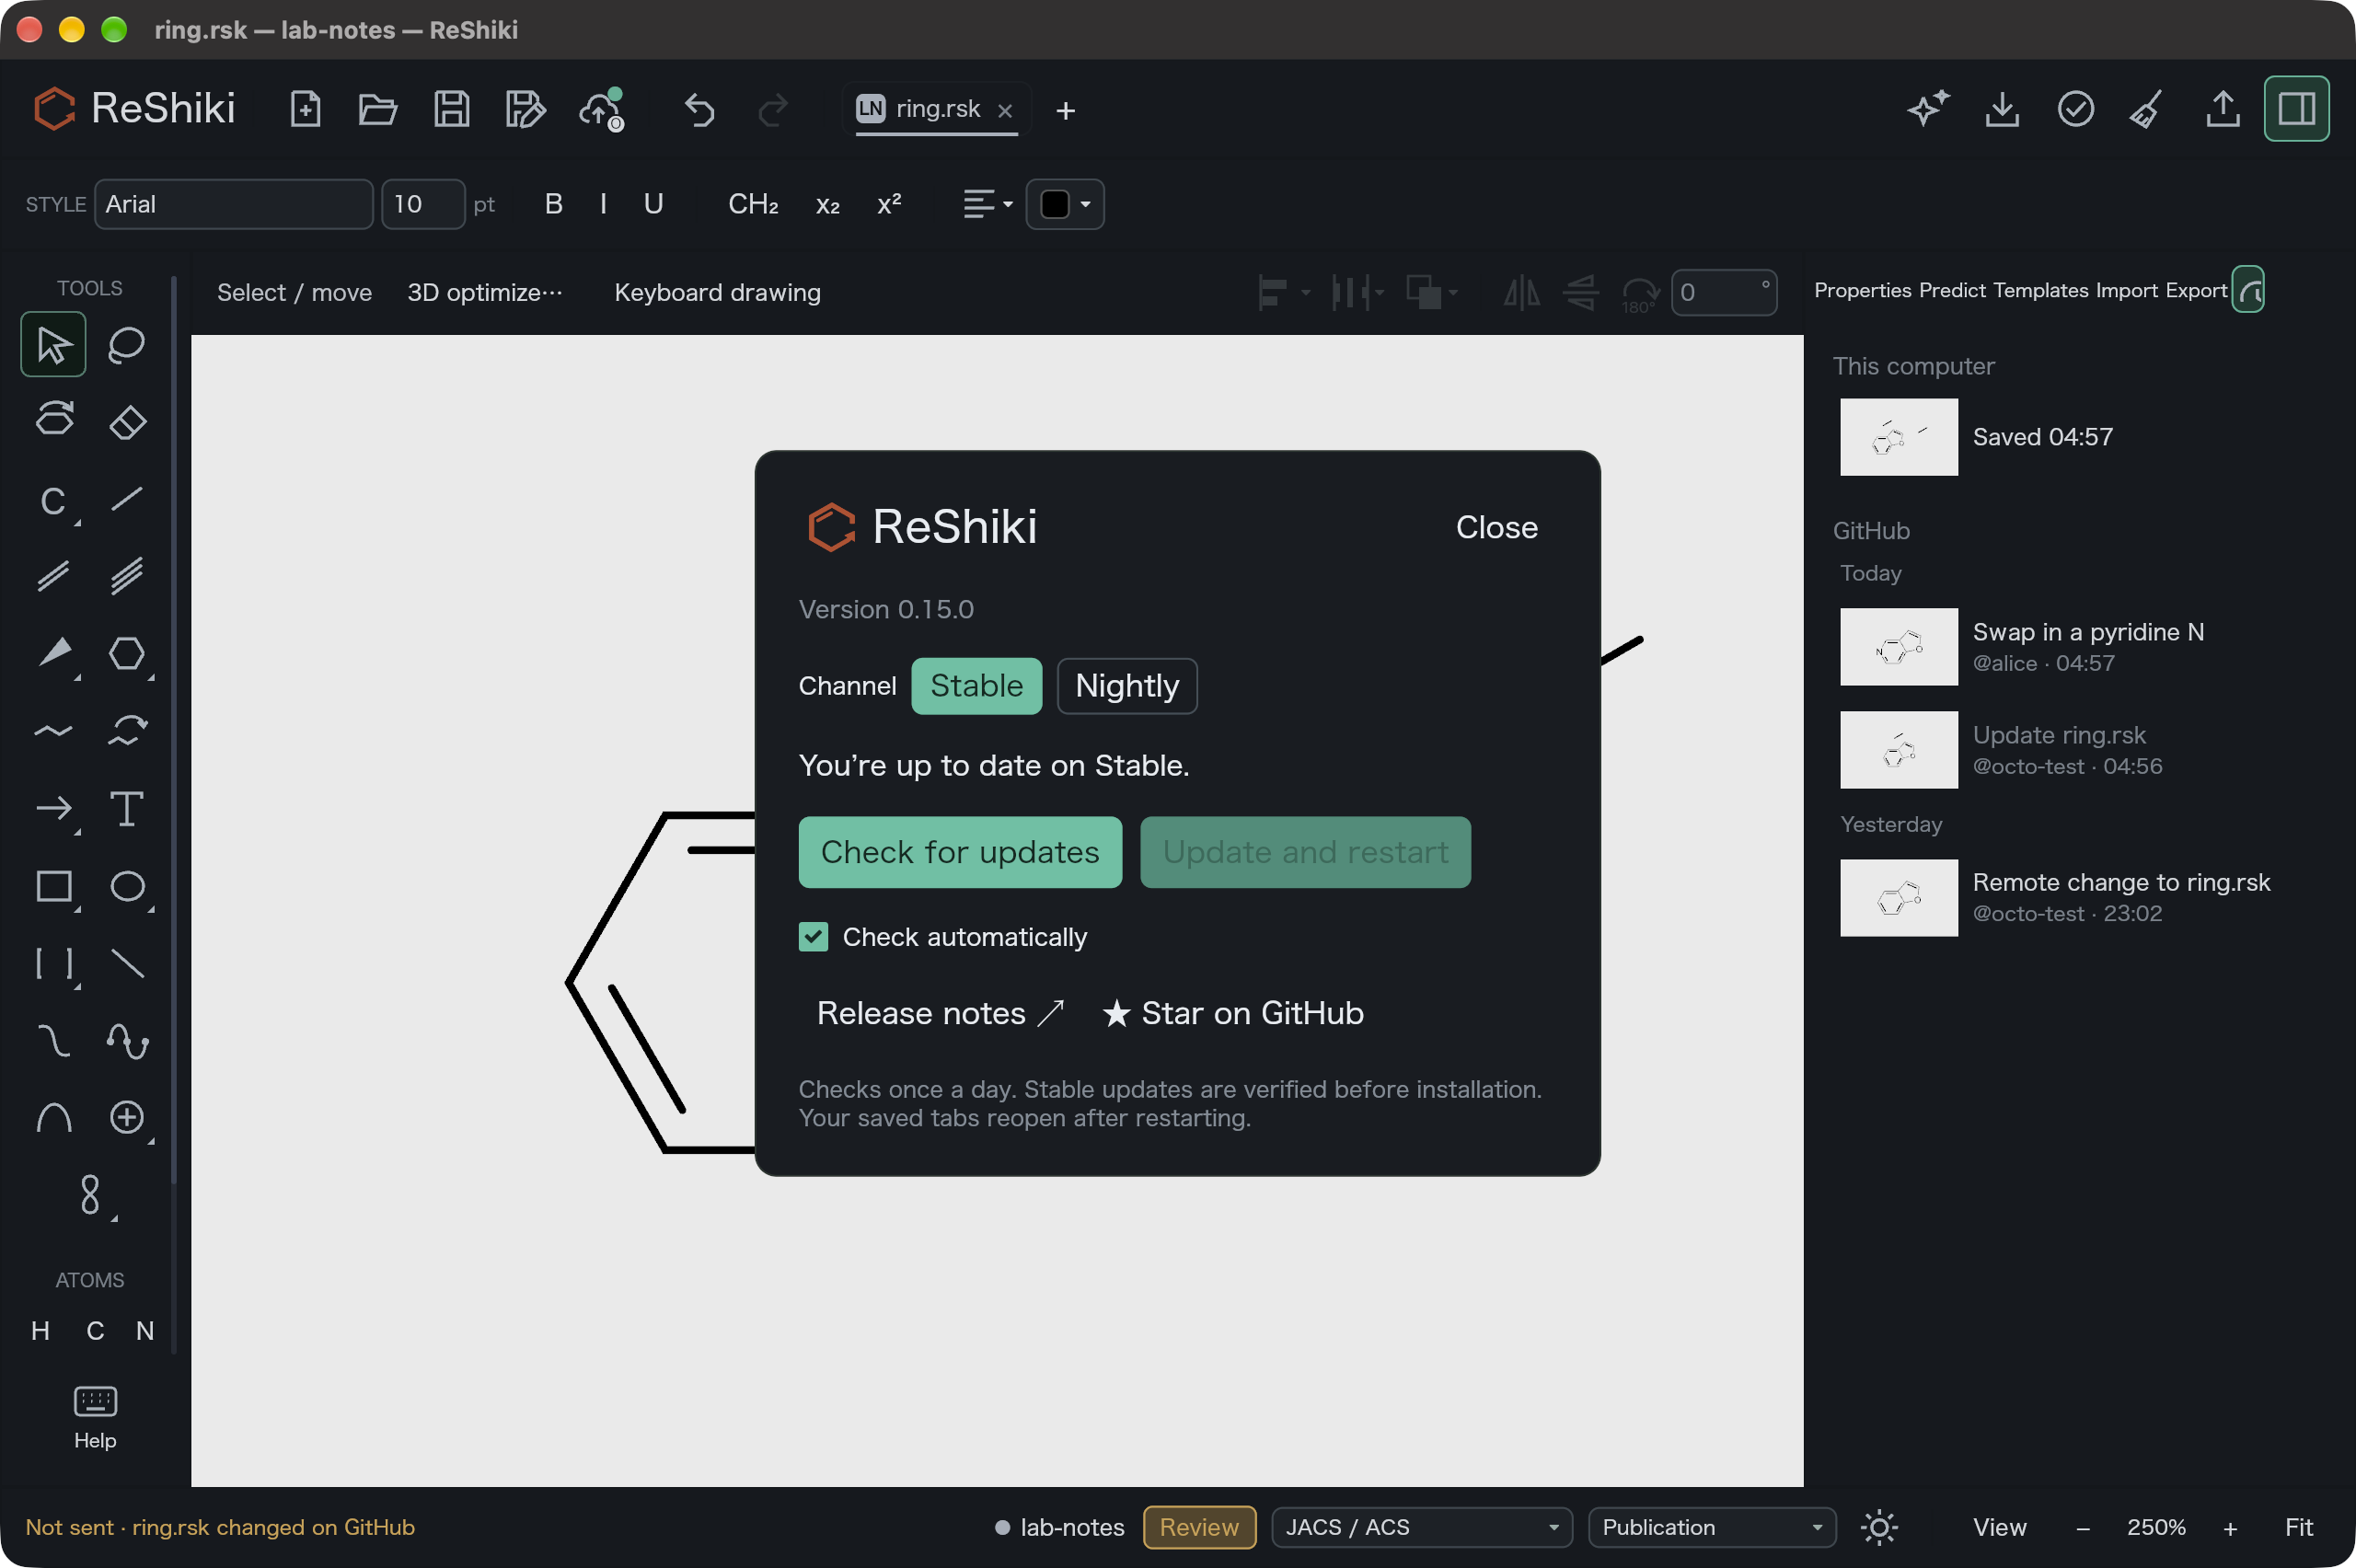 ring.rsk — lab-notes — ReShiki
ReShiki
LN ring.rsk × +
STYLE Arial 10 pt B I U CH₂ x₂ x²
TOOLS
Select / move 3D optimize… Keyboard drawing
180° 0 °
Properties Predict Templates Import Export
C
T
[ ]
ATOMS
H C N
Help
ReShiki
Close
Version 0.15.0
Channel Stable Nightly
You’re up to date on Stable.
Check for updates Update and restart
Check automatically
Release notes ↗ ★ Star on GitHub
Checks once a day. Stable updates are verified before installation.
Your saved tabs reopen after restarting.
This computer
Saved 04:57
GitHub
Today
Swap in a pyridine N
@alice · 04:57
Update ring.rsk
@octo-test · 04:56
Yesterday
Remote change to ring.rsk
@octo-test · 23:02
Not sent · ring.rsk changed on GitHub
lab-notes Review JACS / ACS Publication View − 250% + Fit